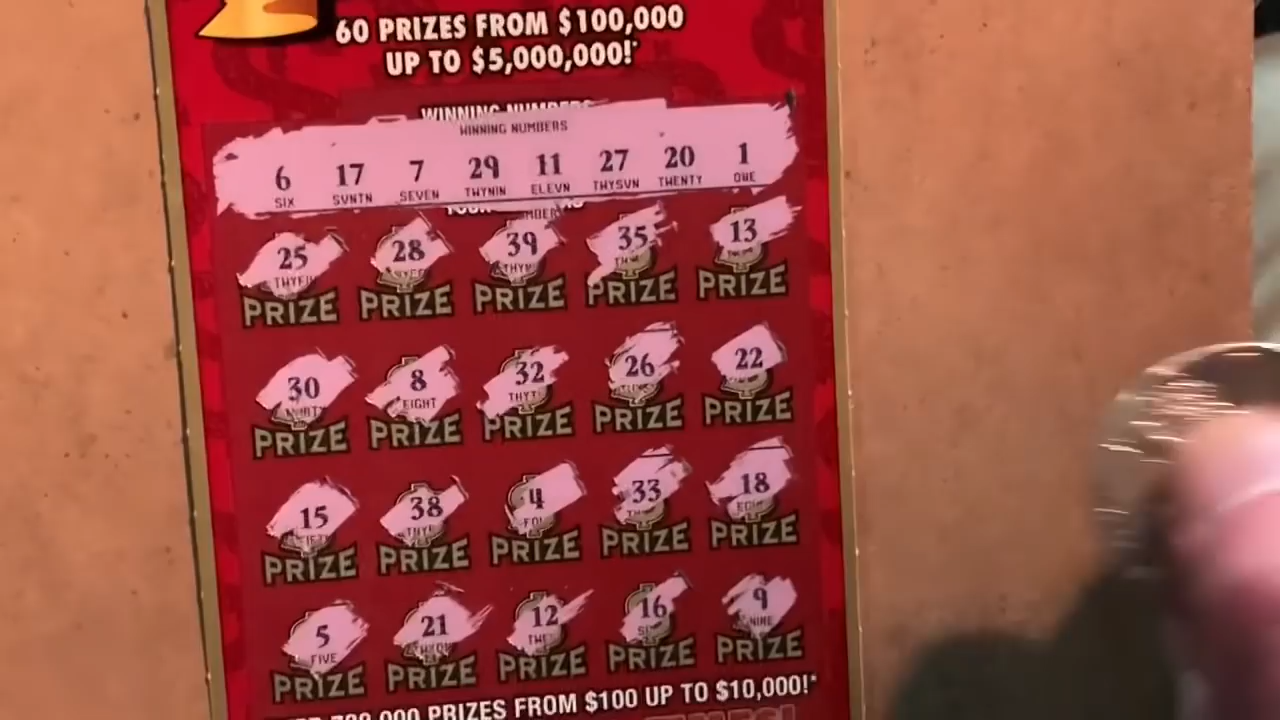 60 PRIZES FROM $100,000
UP TO $5,000,000!*
WINNING NUMBERS
WINNING NUMBERS
6 17 7 29 11 27 20 1
SIX SVNTN SEVEN THYNIN ELEVN THYSVN THENTY ONE
25 28 39 35 13
PRIZE PRIZE PRIZE PRIZE PRIZE
30 8 32 26 22
EIGHT
PRIZE PRIZE PRIZE PRIZE PRIZE
15 38 4 33 18
PRIZE PRIZE PRIZE PRIZE PRIZE
5 21 12 16 9
FIVE NINE
PRIZE PRIZE PRIZE PRIZE PRIZE
PRIZES FROM $100 UP TO $10,000!*